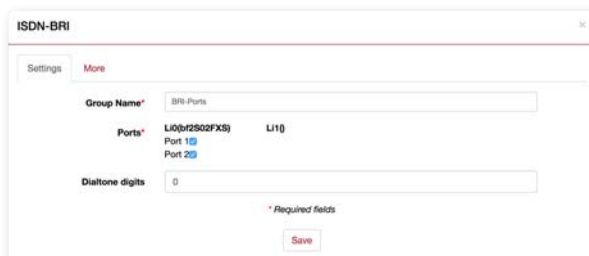 ISDN-BRI ×
Settings More
Group Name* BRI-Ports
Ports* Li0(bf2S02FXS) Li1()
Port 1
Port 2
Dialtone digits 0
* Required fields
Save